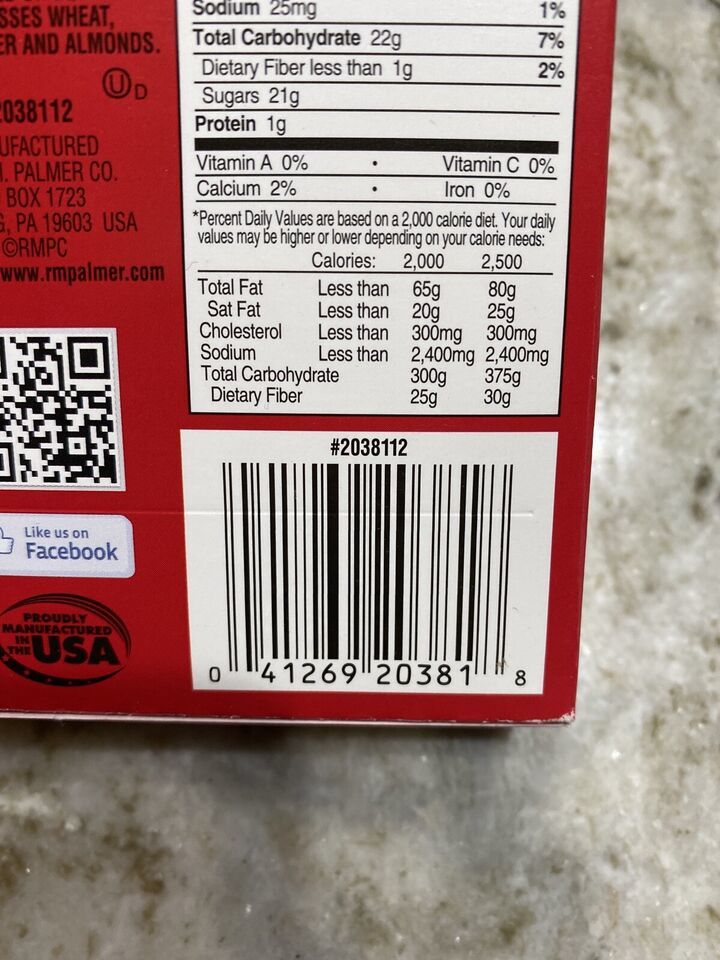 WHEAT,
AND ALMONDS.
U D
2038112
PALMER CO.
BOX 1723
PA 19603 USA
©RMPC
www.rmpalmer.com
Like us on
Facebook
PROUDLY
MANUFACTURED
IN
THE USA
Sodium 25mg 1%
Total Carbohydrate 22g 7%
Dietary Fiber less than 1g 2%
Sugars 21g
Protein 1g
Vitamin A 0% • Vitamin C 0%
Calcium 2% • Iron 0%
*Percent Daily Values are based on a 2,000 calorie diet. Your daily
values may be higher or lower depending on your calorie needs:
Calories: 2,000 2,500
Total Fat Less than 65g 80g
Sat Fat Less than 20g 25g
Cholesterol Less than 300mg 300mg
Sodium Less than 2,400mg 2,400mg
Total Carbohydrate 300g 375g
Dietary Fiber 25g 30g
#2038112
0 41269 20381 8